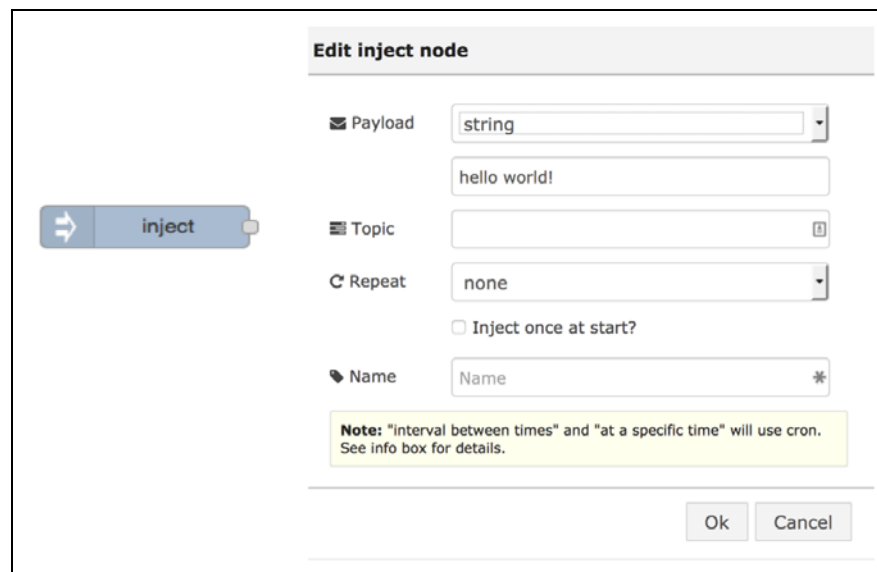 Edit inject node
Payload
string
hello world!
inject
Topic
Repeat
none
Inject once at start?
Name
Name
Note: "interval between times" and "at a specific time" will use cron.
See info box for details.
Ok
Cancel